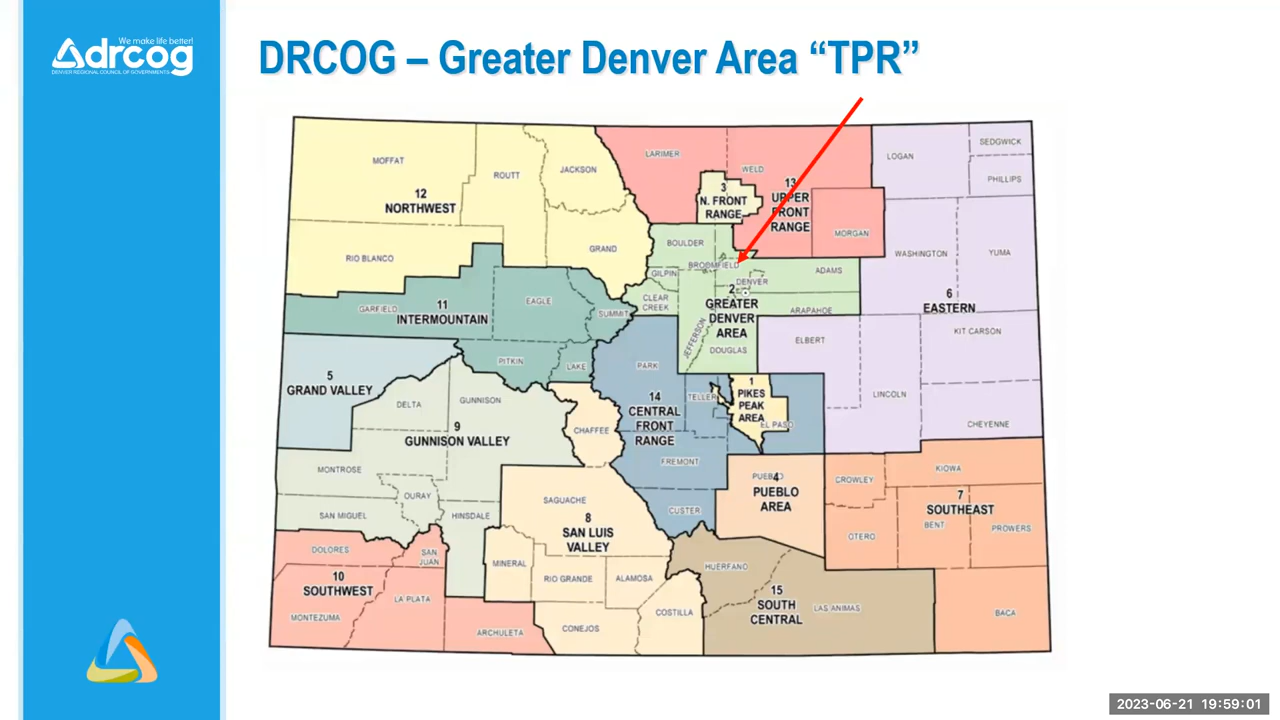 We make life better!
drcog
DENVER REGIONAL COUNCIL OF GOVERNMENTS
DRCOG – Greater Denver Area “TPR”
MOFFAT
ROUTT
JACKSON
LARIMER
WELD
LOGAN
SEDGWICK
PHILLIPS
12
NORTHWEST
3
N. FRONT
RANGE
13
UPPER
FRONT
RANGE
MORGAN
RIO BLANCO
GRAND
BOULDER
BROOMFIELD
GILPIN
ADAMS
DENVER
WASHINGTON
YUMA
11
INTERMOUNTAIN
GARFIELD
EAGLE
SUMMIT
CLEAR
CREEK
2
GREATER
DENVER
AREA
ARAPAHOE
JEFFERSON
DOUGLAS
6
EASTERN
ELBERT
KIT CARSON
5
GRAND VALLEY
PITKIN
LAKE
PARK
TELLER
1
PIKES
PEAK
AREA
EL PASO
LINCOLN
CHEYENNE
DELTA
GUNNISON
9
GUNNISON VALLEY
CHAFFEE
14
CENTRAL
FRONT
RANGE
FREMONT
MONTROSE
OURAY
SAN MIGUEL
HINSDALE
SAGUACHE
8
SAN LUIS
VALLEY
CUSTER
PUEBLO
4
PUEBLO
AREA
CROWLEY
KIOWA
7
SOUTHEAST
OTERO
BENT
PROWERS
DOLORES
SAN
JUAN
10
SOUTHWEST
LA PLATA
MONTEZUMA
ARCHULETA
MINERAL
RIO GRANDE
ALAMOSA
CONEJOS
COSTILLA
HUERFANO
15
SOUTH
CENTRAL
LAS ANIMAS
BACA
2023-06-21 19:59:01